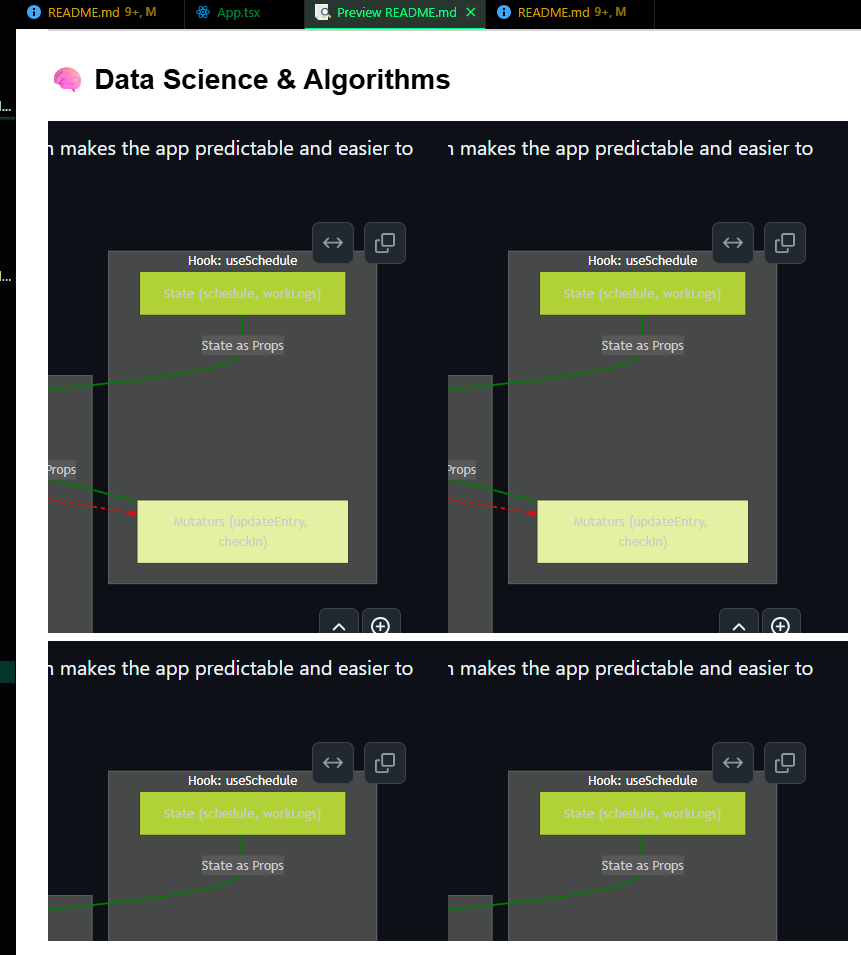 README.md 9+, M
App.tsx
Preview README.md
README.md 9+, M
Data Science & Algorithms
makes the app predictable and easier to
makes the app predictable and easier to
Hook: useSchedule
Hook: useSchedule
State (schedule, workLogs)
State (schedule, workLogs)
State as Props
State as Props
Props
Props
Mutators (updateEntry,
checkIn)
Mutators (updateEntry,
checkIn)
makes the app predictable and easier to
makes the app predictable and easier to
Hook: useSchedule
Hook: useSchedule
State (schedule, workLogs)
State (schedule, workLogs)
State as Props
State as Props